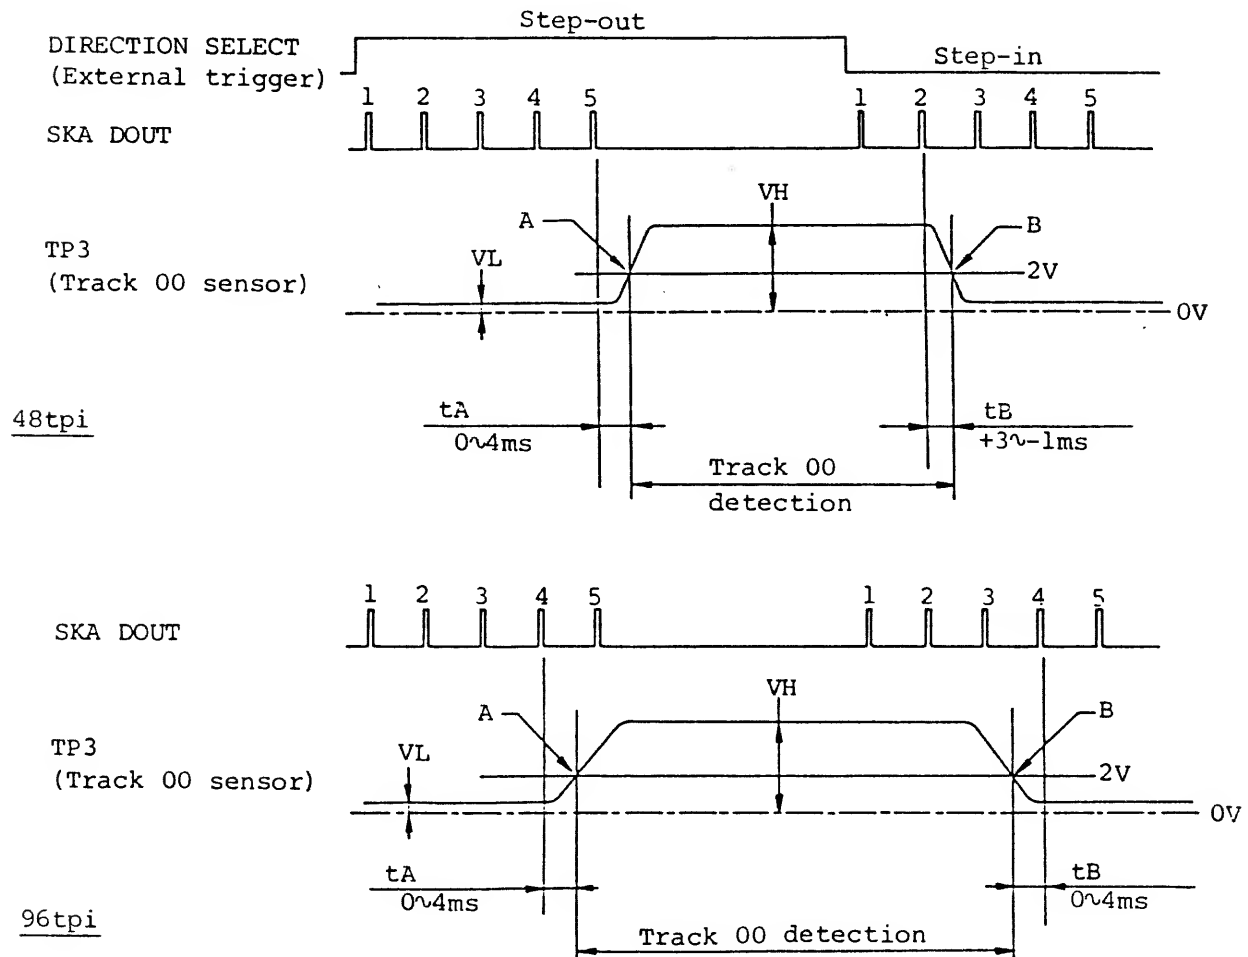 Step-out
DIRECTION SELECT
(External trigger)
Step-in
1 2 3 4 5 1 2 3 4 5
SKA DOUT
VH
A
B
TP3
(Track 00 sensor)
VL
2V
0V
48tpi
tA
0∿4ms
tB
+3∿-1ms
Track 00
detection
1 2 3 4 5 1 2 3 4 5
SKA DOUT
VH
A
B
TP3
(Track 00 sensor)
VL
2V
0V
tA
0∿4ms
tB
0∿4ms
96tpi
Track 00 detection